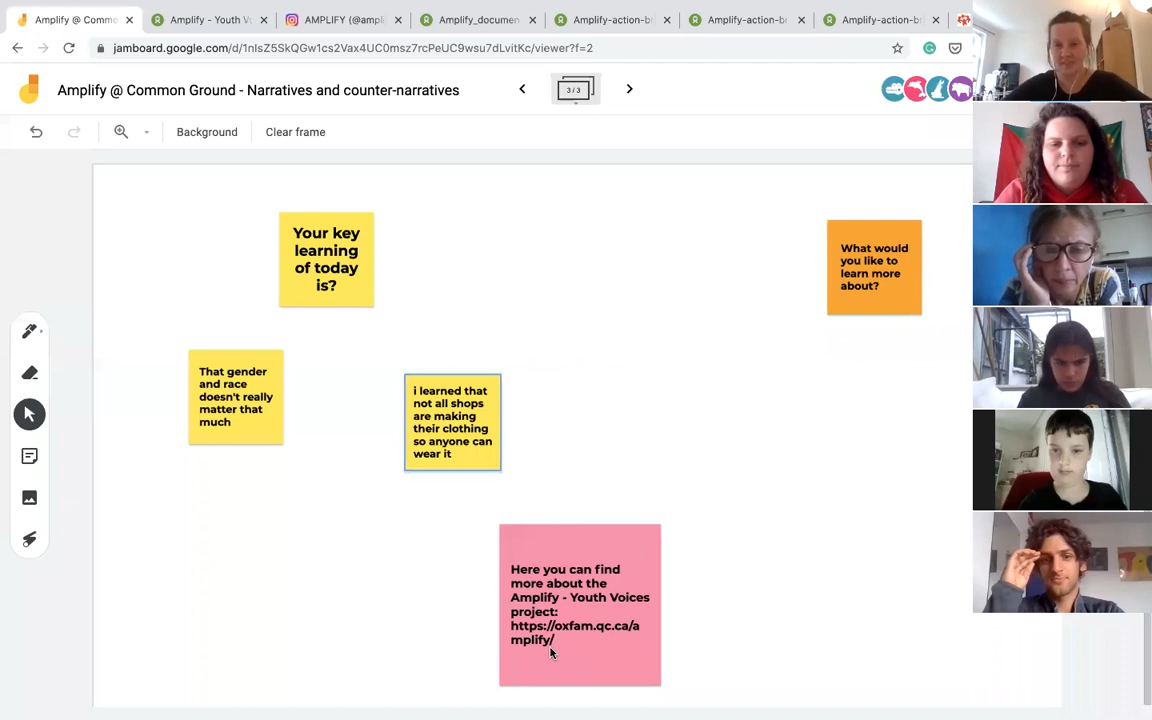 Amplify @ Commo
Amplify - Youth Vo
AMPLIFY (@ampl
Amplify_documen
Amplify-action-b
Amplify-action-b
Amplify-action-b
jamboard.google.com/d/1nIsZ5SkQGw1cs2Vax4UC0msz7rcPeUC9wsu7dLvitKc/viewer?f=2
Amplify @ Common Ground - Narratives and counter-narratives
3 / 3
Background
Clear frame
Your key
learning
of today
is?
What would
you like to
learn more
about?
That gender
and race
doesn't really
matter that
much
i learned that
not all shops
are making
their clothing
so anyone can
wear it
Here you can find
more about the
Amplify - Youth Voices
project:
https://oxfam.qc.ca/a
mplify/